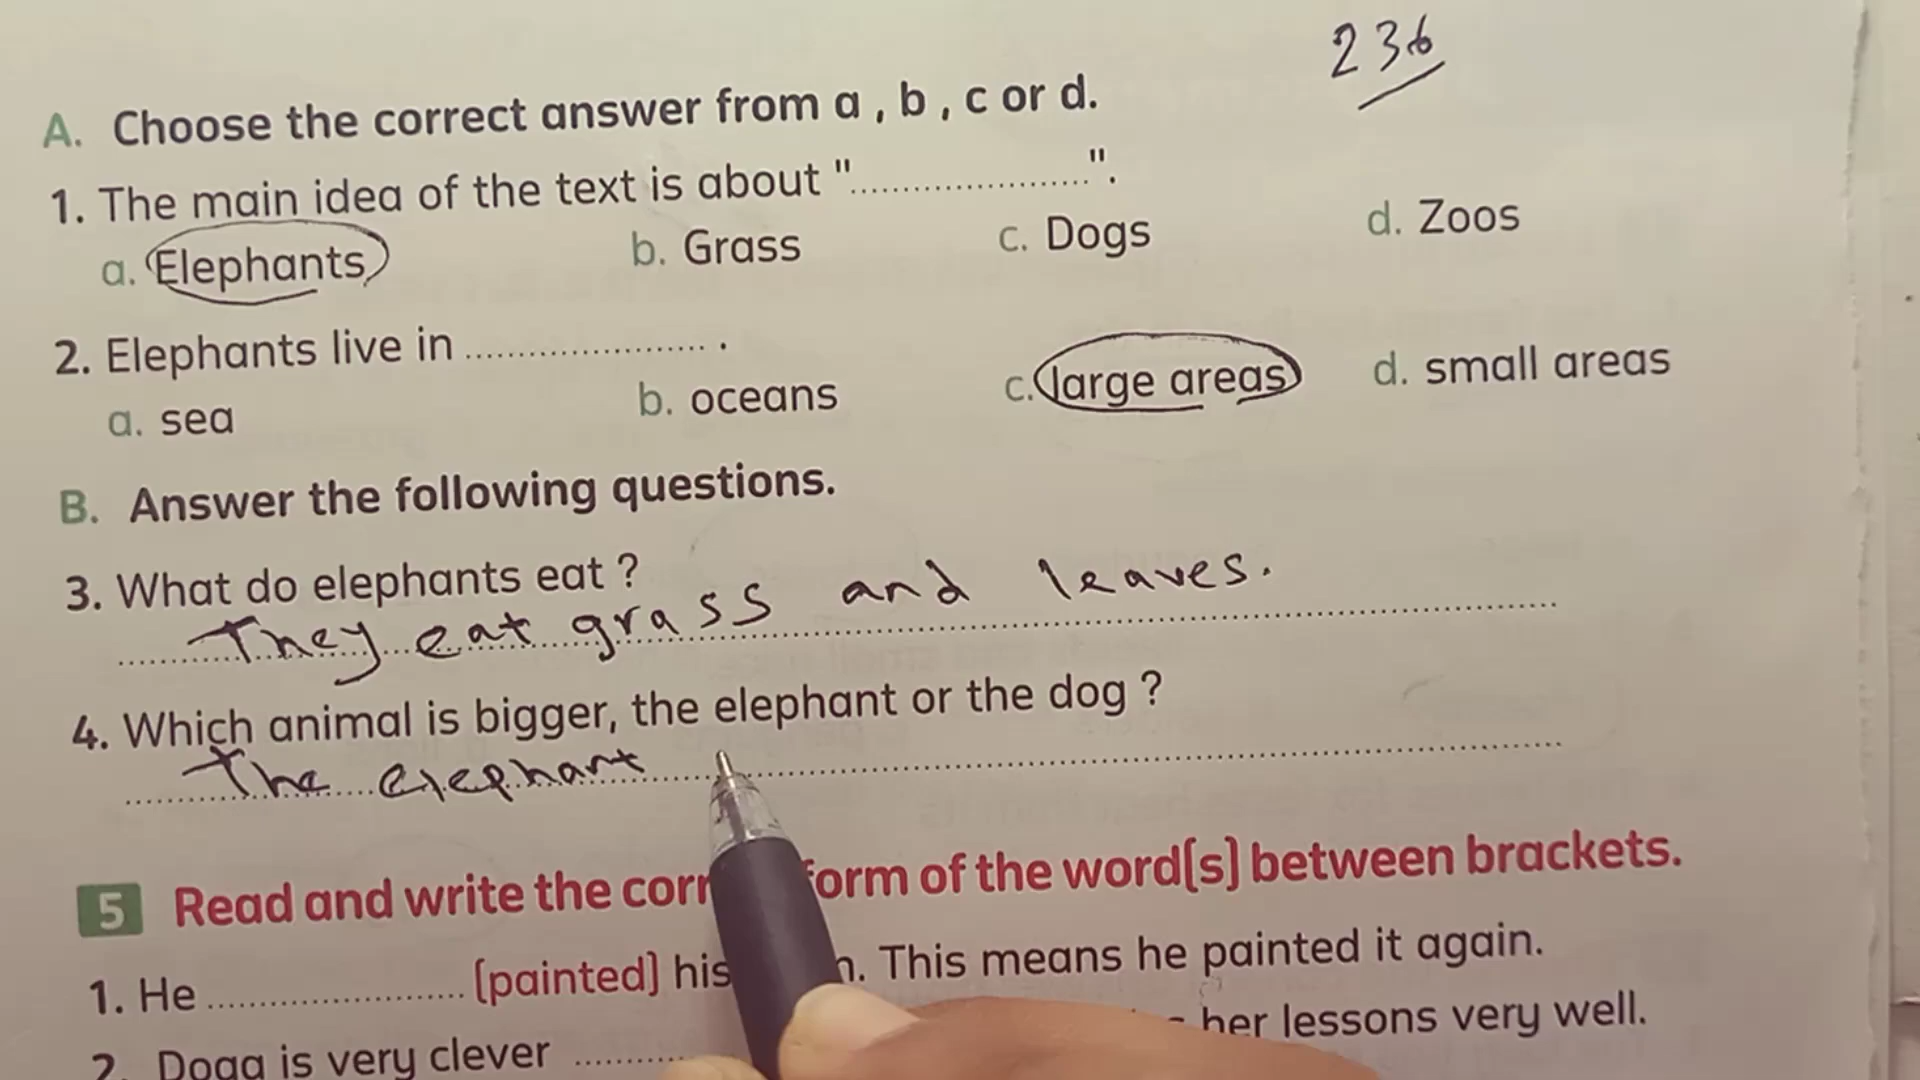 236
A. Choose the correct answer from a , b , c or d.
1. The main idea of the text is about "........................".
a. Elephants b. Grass c. Dogs d. Zoos
2. Elephants live in ........................ .
a. sea b. oceans c. large areas d. small areas
B. Answer the following questions.
3. What do elephants eat ?
They eat grass and leaves.
4. Which animal is bigger, the elephant or the dog ?
The elephant
5 Read and write the form of the word(s) between brackets.
1. He ........................ [painted] his . This means he painted it again.
2. is very clever ............ her lessons very well.